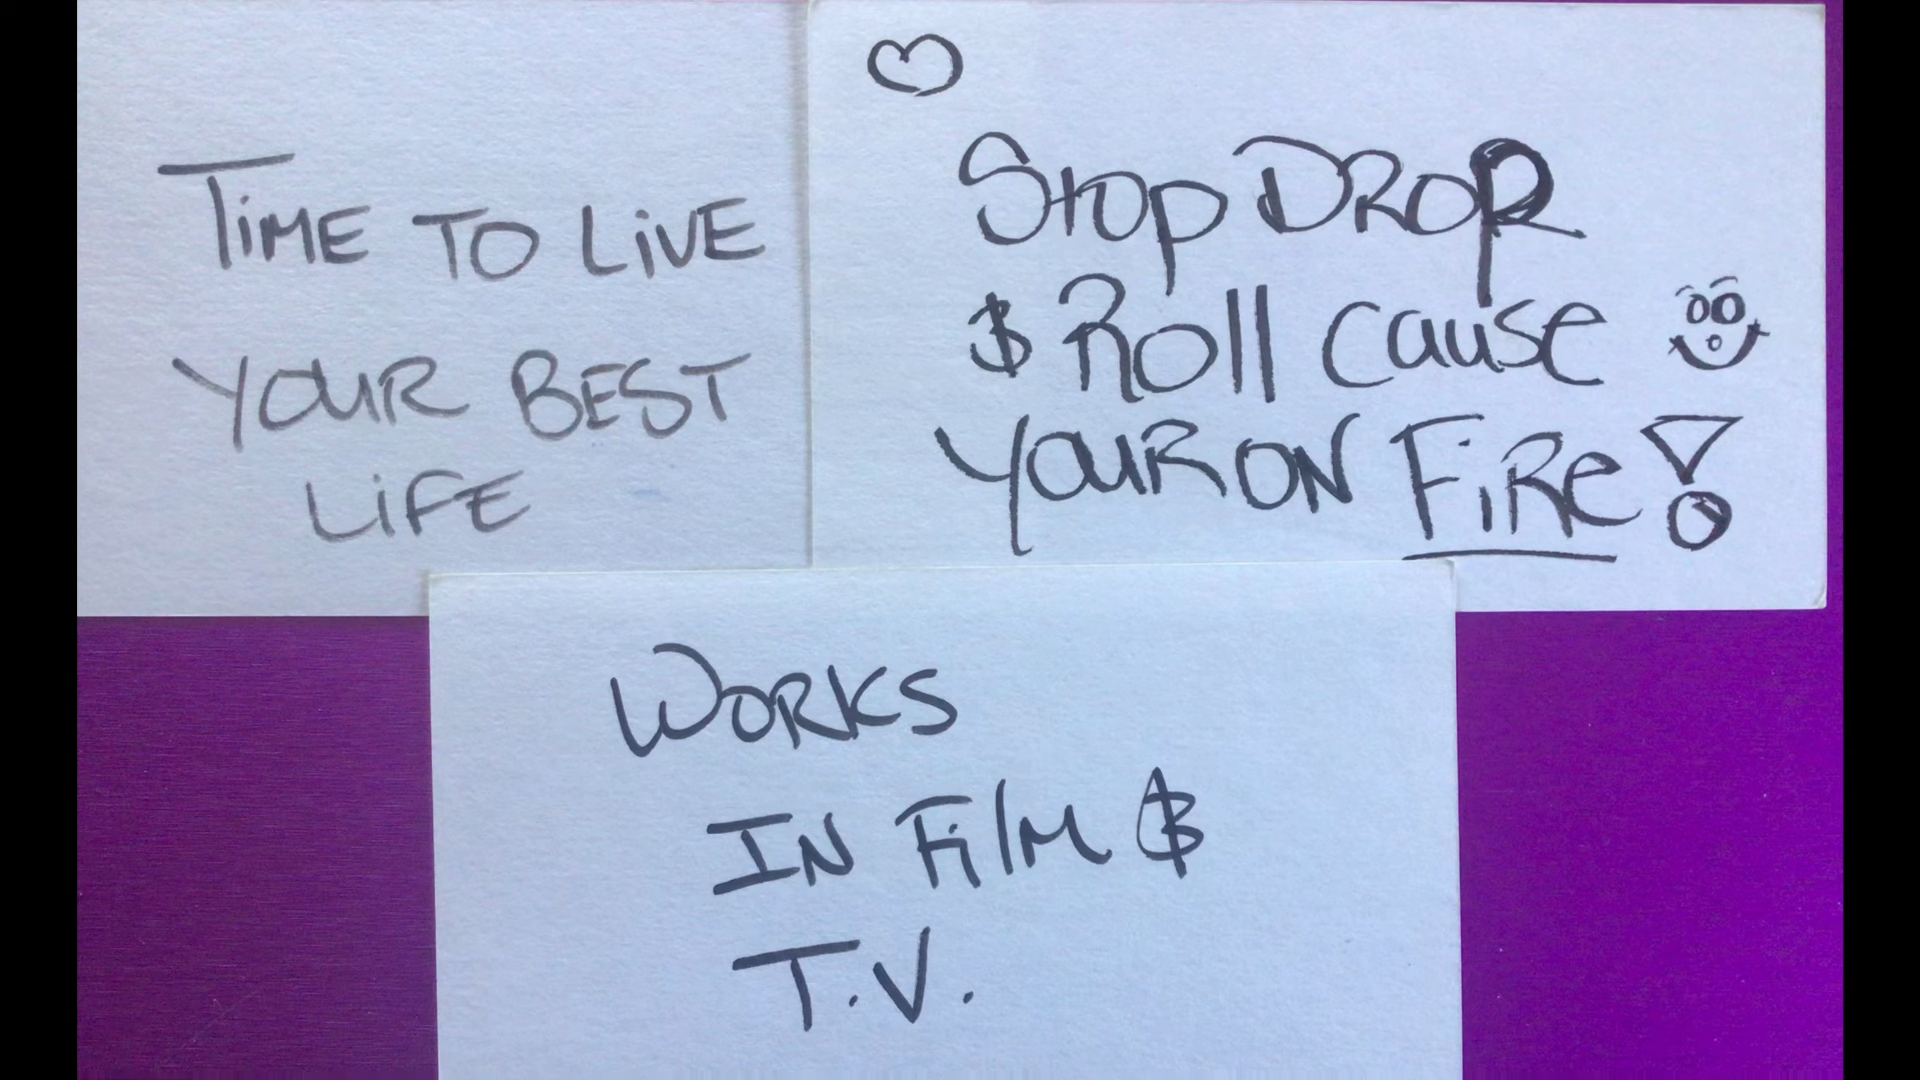 TiME TO LiVE
YOUR BEST
LiFE
Stop DROP
& Roll cause
YOUR ON FiRe!
WORKS
IN FilM &
T.V.